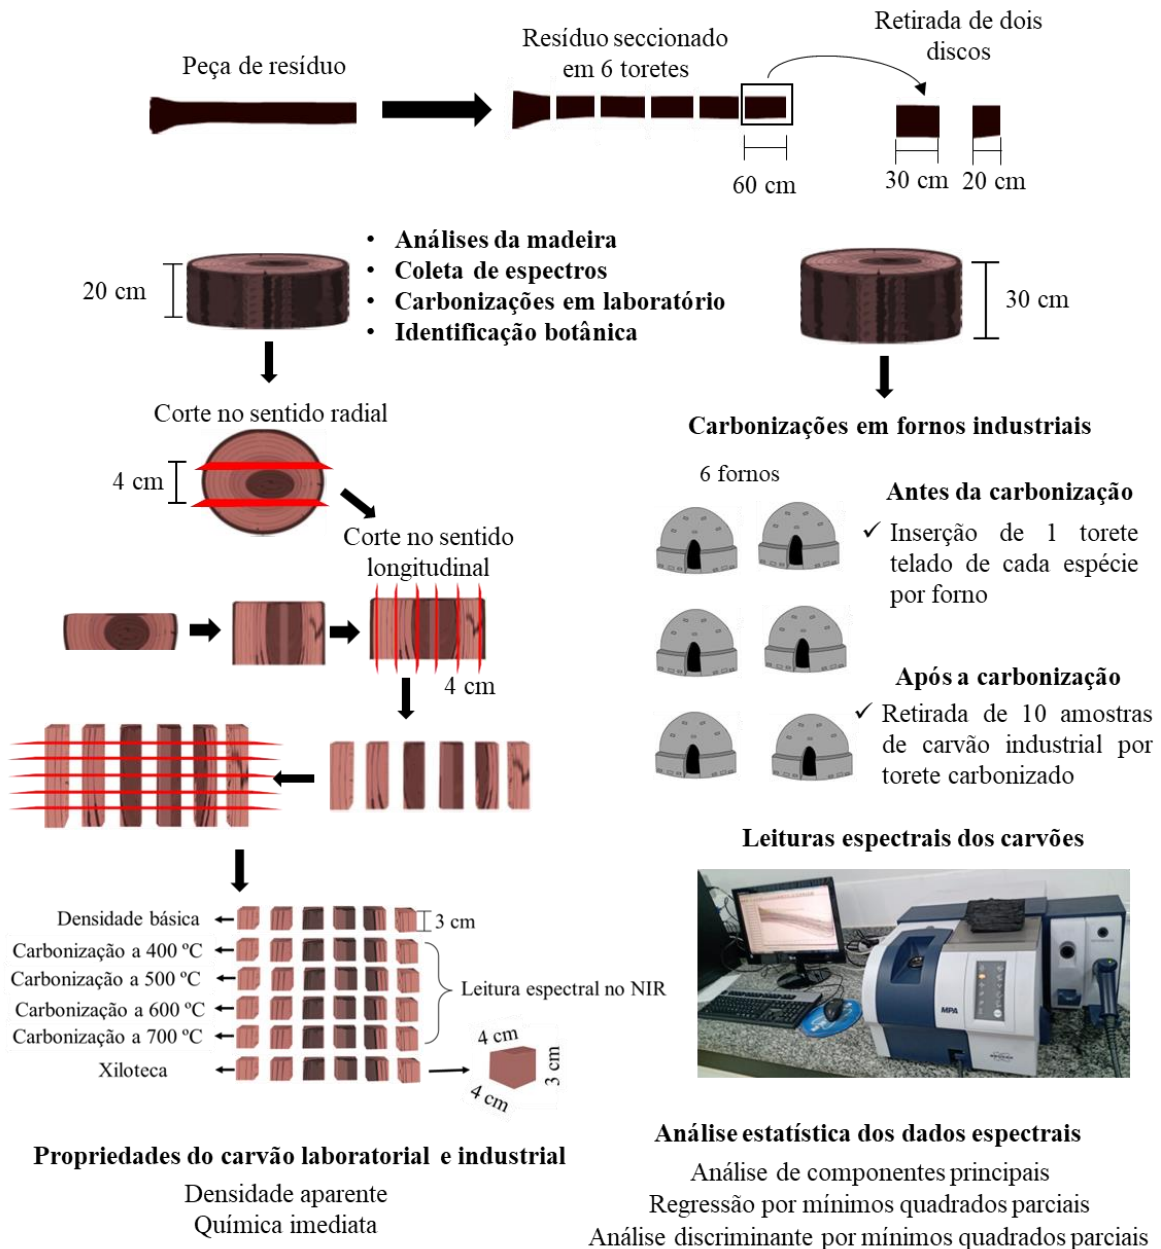 Peça de resíduo
Resíduo seccionado
em 6 toretes
Retirada de dois
discos
60 cm
30 cm
20 cm
20 cm
• Análises da madeira
• Coleta de espectros
• Carbonizações em laboratório
• Identificação botânica
30 cm
Corte no sentido radial
4 cm
Corte no sentido
longitudinal
4 cm
Densidade básica
3 cm
Carbonização a 400 ºC
Carbonização a 500 ºC
Carbonização a 600 ºC
Carbonização a 700 ºC
Leitura espectral no NIR
Xiloteca
4 cm
4 cm
3 cm
Propriedades do carvão laboratorial e industrial
Densidade aparente
Química imediata
Carbonizações em fornos industriais
6 fornos
Antes da carbonização
✓ Inserção de 1 torete
telado de cada espécie
por forno
Após a carbonização
✓ Retirada de 10 amostras
de carvão industrial por
torete carbonizado
Leituras espectrais dos carvões
MPA
Análise estatística dos dados espectrais
Análise de componentes principais
Regressão por mínimos quadrados parciais
Análise discriminante por mínimos quadrados parciais